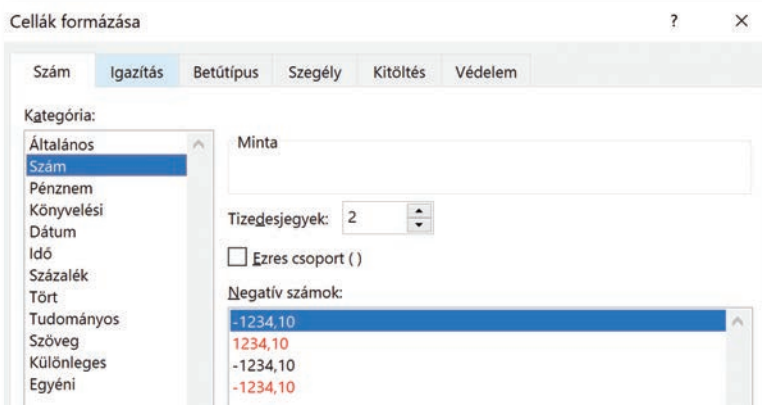 Cellák formázása ? ×
Szám Igazítás Betűtípus Szegély Kitöltés Védelem
Kategória:
Általános
Szám
Pénznem
Könyvelési
Dátum
Idő
Százalék
Tört
Tudományos
Szöveg
Különleges
Egyéni
Minta
Tizedesjegyek: 2
Ezres csoport ( )
Negatív számok:
-1234,10
1234,10
-1234,10
-1234,10